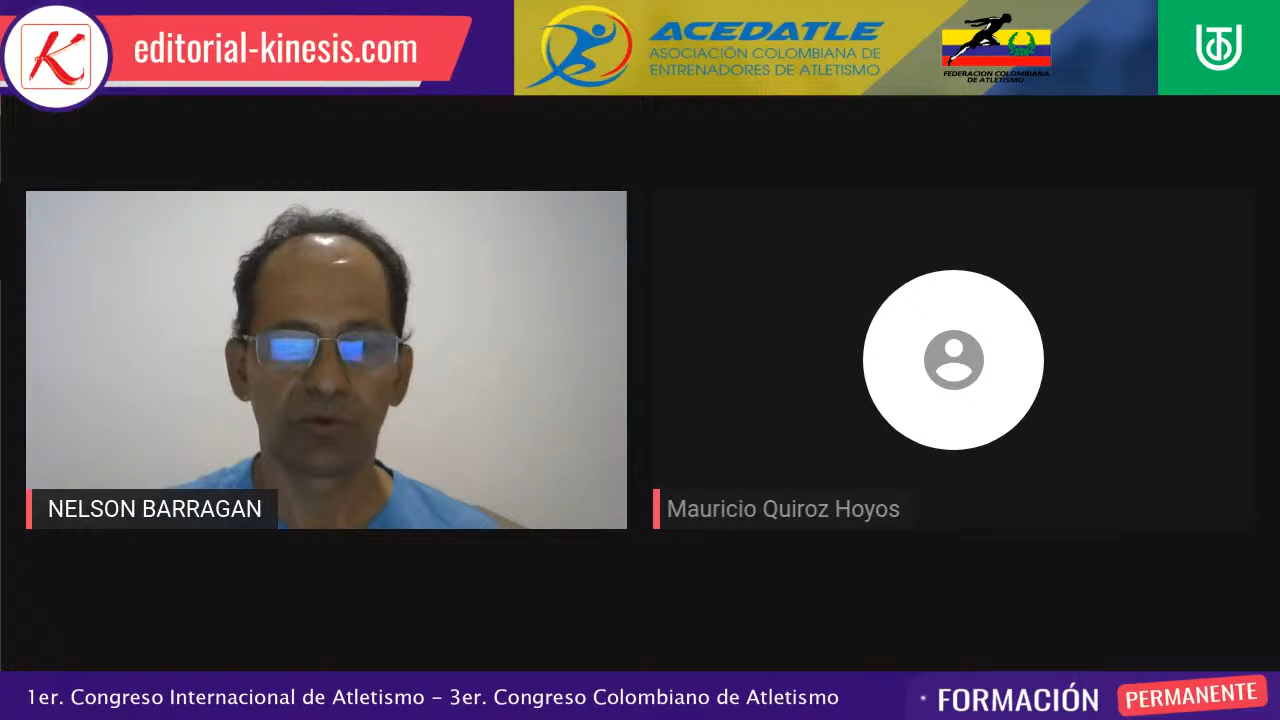 editorial-kinesis.com
ACEDATLE
ASOCIACIÓN COLOMBIANA DE
ENTRENADORES DE ATLETISMO
FEDERACION COLOMBIANA
DE ATLETISMO
NELSON BARRAGAN
Mauricio Quiroz Hoyos
1er. Congreso Internacional de Atletismo – 3er. Congreso Colombiano de Atletismo
FORMACIÓN
PERMANENTE